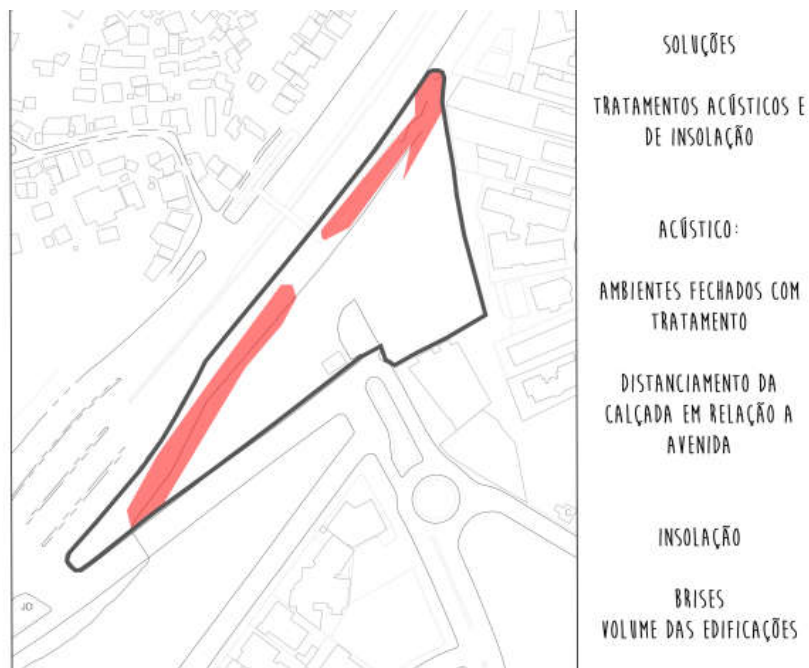 SOLUÇÕES
TRATAMENTOS ACÚSTICOS E
DE INSOLAÇÃO
ACÚSTICO:
AMBIENTES FECHADOS COM
TRATAMENTO
DISTANCIAMENTO DA
CALÇADA EM RELAÇÃO A
AVENIDA
INSOLAÇÃO
BRISES
VOLUME DAS EDIFICAÇÕES